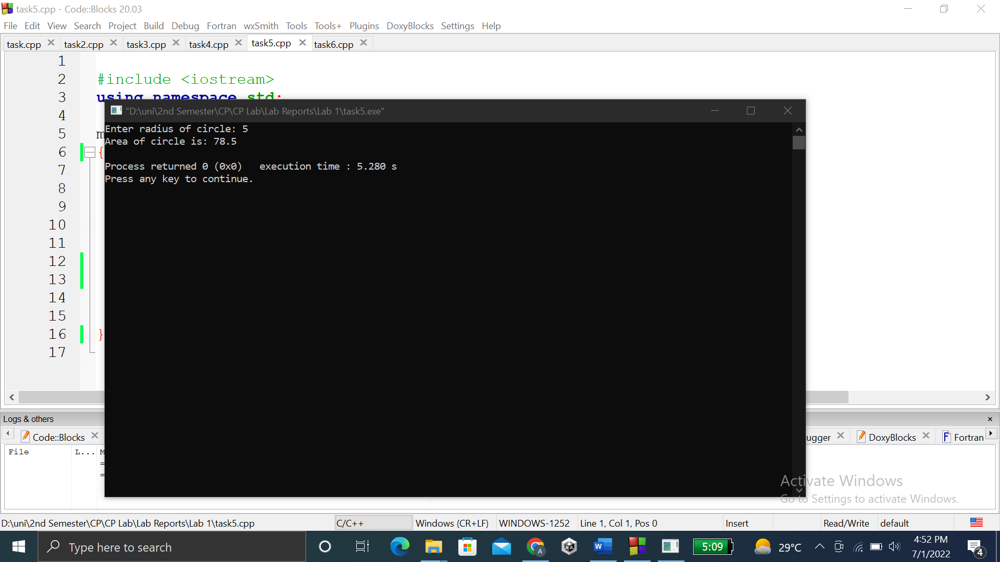 task5.cpp - Code::Blocks 20.03
File Edit View Search Project Build Debug Fortran wxSmith Tools Tools+ Plugins DoxyBlocks Settings Help
task.cpp task2.cpp task3.cpp task4.cpp task5.cpp task6.cpp
1
2 #include <iostream>
3 using namespace std;
"D:\uni\2nd Semester\CP\CP Lab\Lab Reports\Lab 1\task5.exe"
4
Enter radius of circle: 5
5 m
Area of circle is: 78.5
6 {
Process returned 0 (0x0)   execution time : 5.280 s
7
Press any key to continue.
8
9
10
11
12
13
14
15
16 }
17
Logs & others
Code::Blocks ugger DoxyBlocks Fortran
File L... M
=
=
Activate Windows
Go to Settings to activate Windows.
D:\uni\2nd Semester\CP\CP Lab\Lab Reports\Lab 1\task5.cpp C/C++ Windows (CR+LF) WINDOWS-1252 Line 1, Col 1, Pos 0 Insert Read/Write default
Type here to search 5:09 29°C 4:52 PM
7/1/2022 4